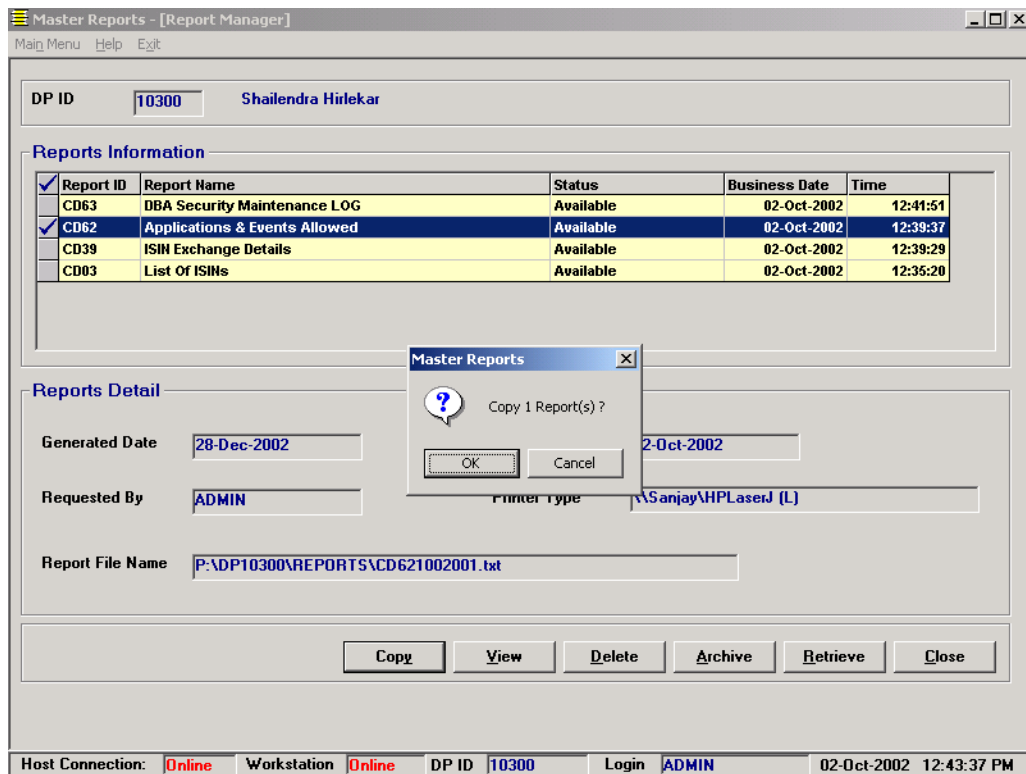 Master Reports - [Report Manager]
Main Menu Help Exit
DP ID 10300 Shailendra Hirlekar
Reports Information
Report ID Report Name Status Business Date Time
CD63 DBA Security Maintenance LOG Available 02-Oct-2002 12:41:51
CD62 Applications & Events Allowed Available 02-Oct-2002 12:39:37
CD39 ISIN Exchange Details Available 02-Oct-2002 12:39:29
CD03 List Of ISINs Available 02-Oct-2002 12:35:20
Master Reports
Copy 1 Report(s) ?
OK Cancel
Reports Detail
Generated Date 28-Dec-2002 2-Oct-2002
Requested By ADMIN Printer Type \\Sanjay\HPLaserJ (L)
Report File Name P:\DP10300\REPORTS\CD621002001.txt
Copy View Delete Archive Retrieve Close
Host Connection: Online Workstation Online DP ID 10300 Login ADMIN 02-Oct-2002 12:43:37 PM